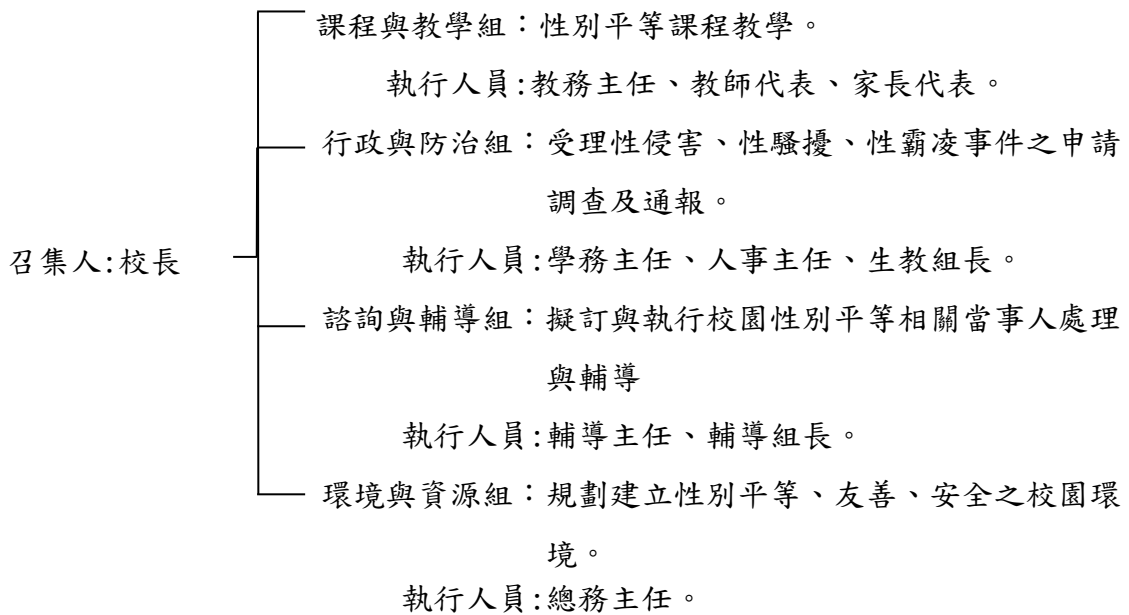 課程與教學組：性別平等課程教學。
執行人員:教務主任、教師代表、家長代表。
行政與防治組：受理性侵害、性騷擾、性霸凌事件之申請
調查及通報。
召集人:校長
執行人員:學務主任、人事主任、生教組長。
諮詢與輔導組：擬訂與執行校園性別平等相關當事人處理
與輔導
執行人員:輔導主任、輔導組長。
環境與資源組：規劃建立性別平等、友善、安全之校園環
境。
執行人員:總務主任。